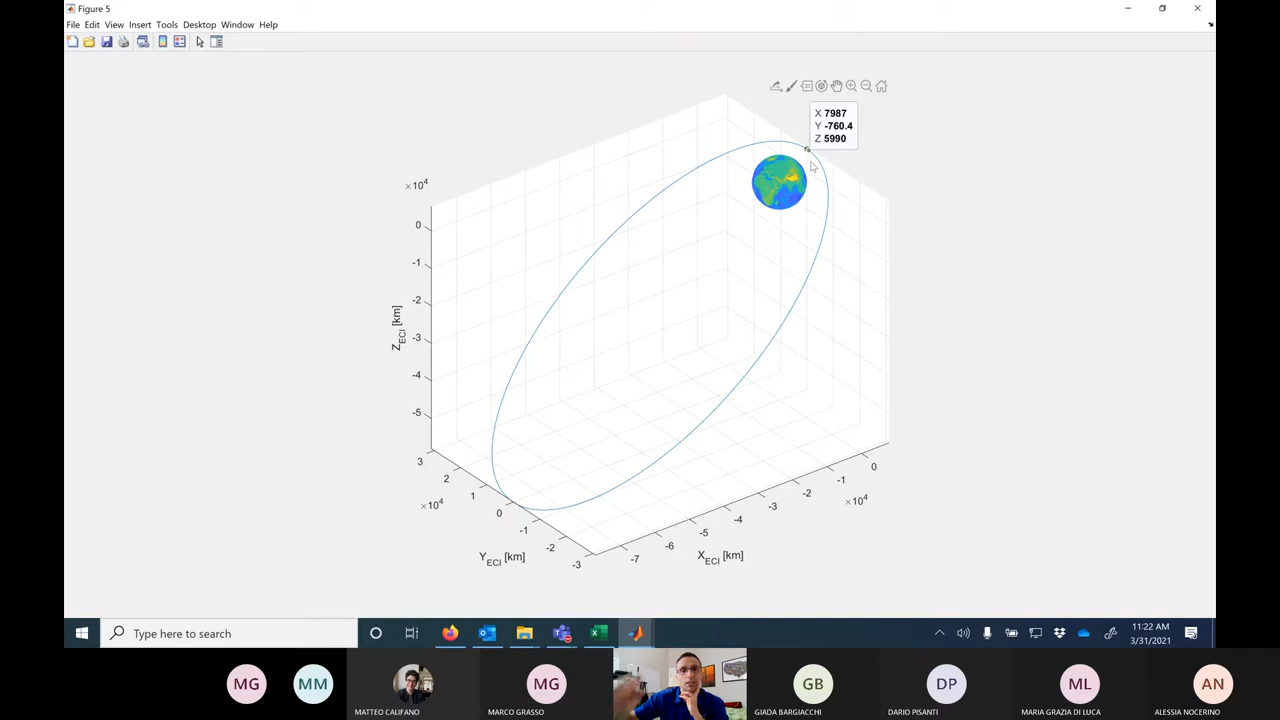 Figure 5
File Edit View Insert Tools Desktop Window Help
X 7987
Y -760.4
Z 5990
×10⁴
0
-1
-2
-3
-4
-5
Z_ECI [km]
3
2
1
0
-1
-2
-3
×10⁴
Y_ECI [km]
-7
-6
-5
-4
-3
-2
-1
0
×10⁴
X_ECI [km]
Type here to search
11:22 AM
3/31/2021
MG
MM
MG
GB
DP
ML
AN
MATTEO CALIFANO
MARCO GRASSO
GIADA BARGIACCHI
DARIO PISANTI
MARIA GRAZIA DI LUCA
ALESSIA NOCERINO